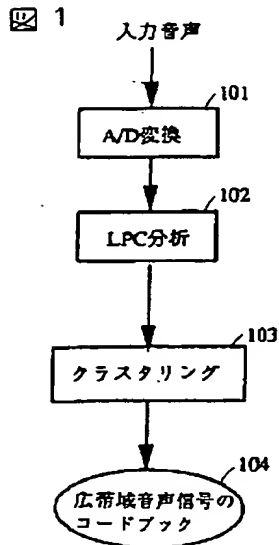 図 1
入力音声
101
A/D変換
102
LPC分析
103
クラスタリング
104
広帯域音声信号の
コードブック